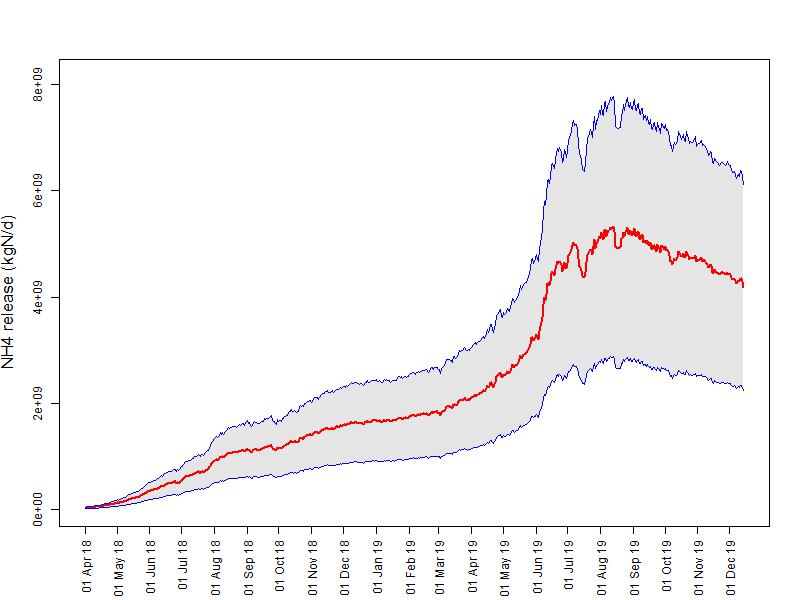 8e+09
6e+09
4e+09
2e+09
0e+00
NH4 release (kgN/d)
01 Apr 18
01 May 18
01 Jun 18
01 Jul 18
01 Aug 18
01 Sep 18
01 Oct 18
01 Nov 18
01 Dec 18
01 Jan 19
01 Feb 19
01 Mar 19
01 Apr 19
01 May 19
01 Jun 19
01 Jul 19
01 Aug 19
01 Sep 19
01 Oct 19
01 Nov 19
01 Dec 19